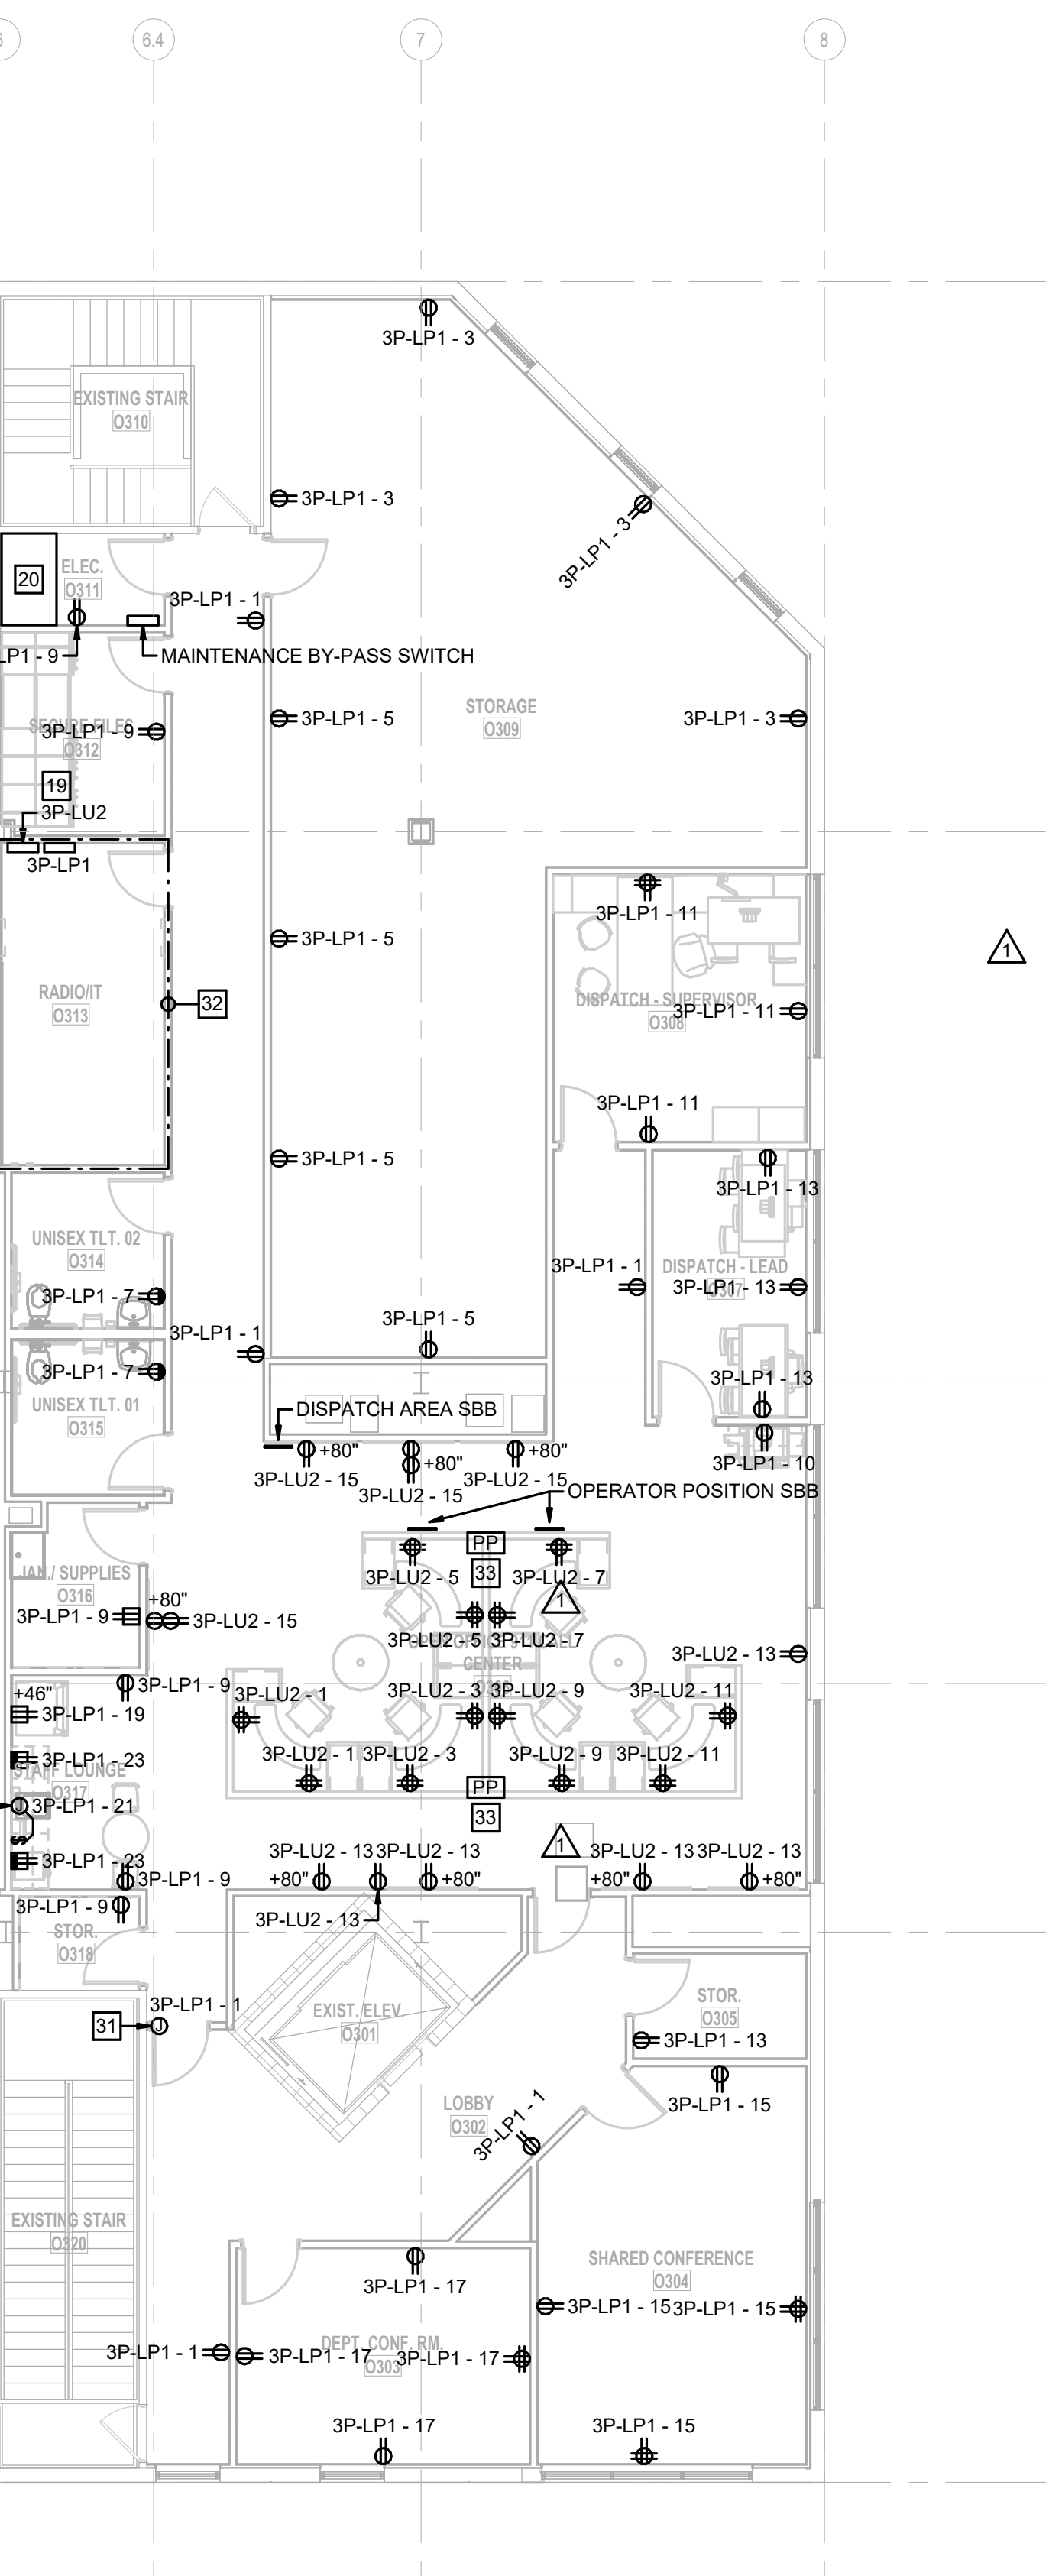 6
6.4
7
8
3P-LP1 - 3
EXISTING STAIR
O310
3P-LP1 - 3
3P-LP1 - 3
ELEC.
O311
20
3P-LP1 - 1
LP1 - 9
MAINTENANCE BY-PASS SWITCH
STORAGE
O309
3P-LP1 - 5
3P-LP1 - 3
SECURE FILES
3P-LP1 - 9
O312
19
3P-LU2
3P-LP1
3P-LP1 - 11
3P-LP1 - 5
1
RADIO/IT
O313
32
DISPATCH - SUPERVISOR
3P-LP1 - 11
O308
3P-LP1 - 11
3P-LP1 - 5
3P-LP1 - 13
UNISEX TLT. 02
O314
3P-LP1 - 1
DISPATCH - LEAD
3P-LP1 - 13
O307
3P-LP1 - 7
3P-LP1 - 5
3P-LP1 - 1
3P-LP1 - 7
3P-LP1 - 13
UNISEX TLT. 01
O315
DISPATCH AREA SBB
+80"
+80"
+80"
3P-LP1 - 10
3P-LU2 - 15
3P-LU2 - 15
3P-LU2 - 15
OPERATOR POSITION SBB
PP
33
3P-LU2 - 5
3P-LU2 - 7
1
JAN./ SUPPLIES
O316
+80"
3P-LP1 - 9
3P-LU2 - 15
3P-LU2 - 5
3P-LU2 - 7
CENTER
3P-LU2 - 13
3P-LP1 - 9
+46"
3P-LP1 - 19
3P-LU2 - 1
3P-LU2 - 3
3P-LU2 - 9
3P-LU2 - 11
3P-LU2 - 1
3P-LU2 - 3
3P-LU2 - 9
3P-LU2 - 11
3P-LP1 - 23
STAFF LOUNGE
O317
PP
33
J
3P-LP1 - 21
S
1
3P-LP1 - 23
3P-LP1 - 9
3P-LU2 - 13
3P-LU2 - 13
3P-LU2 - 13
3P-LU2 - 13
+80"
+80"
+80"
+80"
3P-LP1 - 9
3P-LU2 - 13
STOR.
O318
3P-LP1 - 1
31
J
EXIST. ELEV.
O301
STOR.
O305
3P-LP1 - 13
LOBBY
O302
3P-LP1 - 1
3P-LP1 - 15
EXISTING STAIR
O320
3P-LP1 - 17
SHARED CONFERENCE
O304
3P-LP1 - 15
3P-LP1 - 15
3P-LP1 - 1
DEPT. CONF. RM.
3P-LP1 - 17
O303
3P-LP1 - 17
3P-LP1 - 17
3P-LP1 - 15